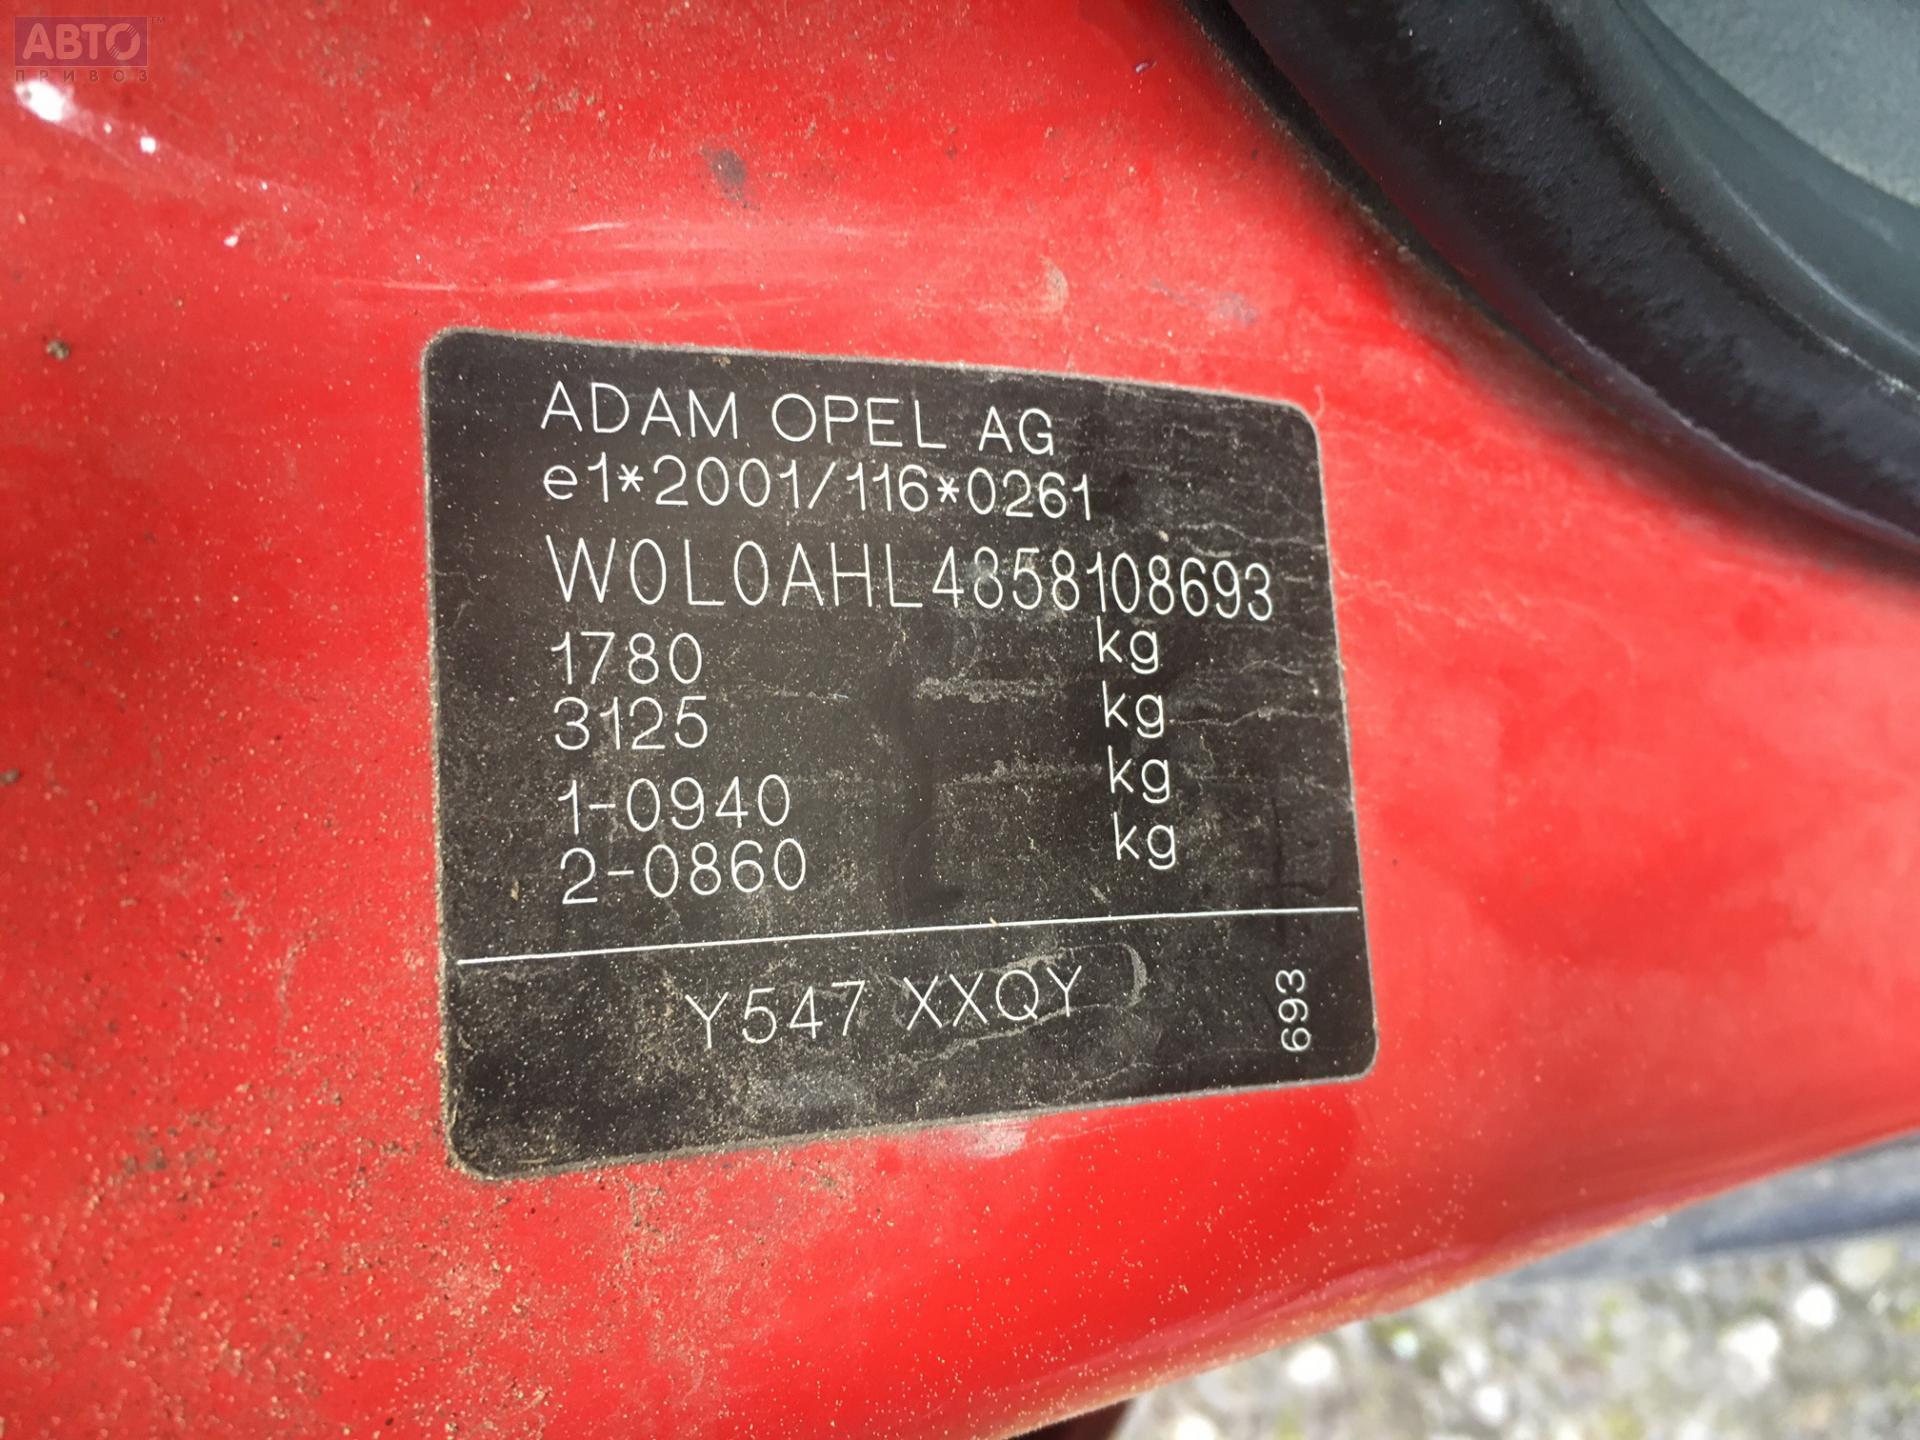 АВТО™
ПРИВОЗ
ADAM OPEL AG
e1*2001/116*0261
W0L0AHL4858108693
1780 kg
3125 kg
1-0940 kg
2-0860 kg
Y547 XXQY
693